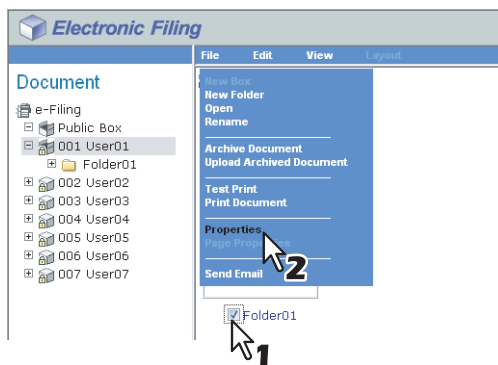 Electronic Filing
File Edit View Layout
Document
e-Filing
Public Box
001 User01
Folder01
002 User02
003 User03
004 User04
005 User05
006 User06
007 User07
New Box
New Folder
Open
Rename
Archive Document
Upload Archived Document
Test Print
Print Document
Properties
Page Properties
Send Email
2
Folder01
1